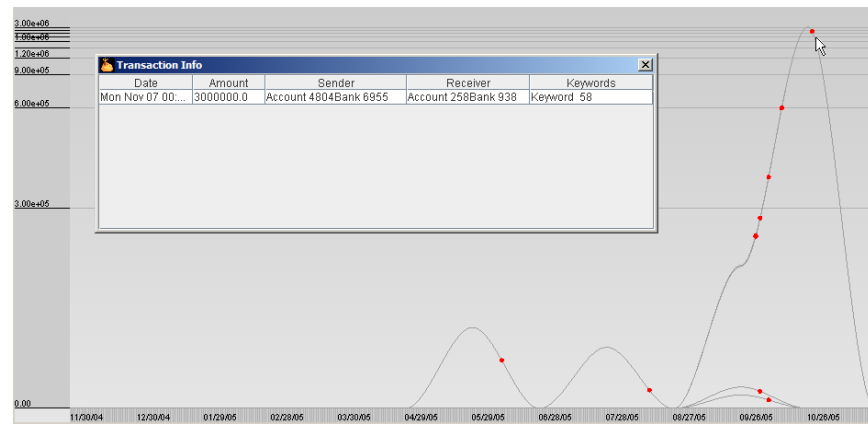 3.00e+06
1.20e+06
9.00e+05
6.00e+05
3.00e+05
0.00
Transaction Info
Date Amount Sender Receiver Keywords
Mon Nov 07 00:... 3000000.0 Account 4804Bank 6955 Account 258Bank 938 Keyword 58
11/30/04 12/30/04 01/29/05 02/28/05 03/30/05 04/29/05 05/29/05 06/28/05 07/28/05 08/27/05 09/26/05 10/26/05